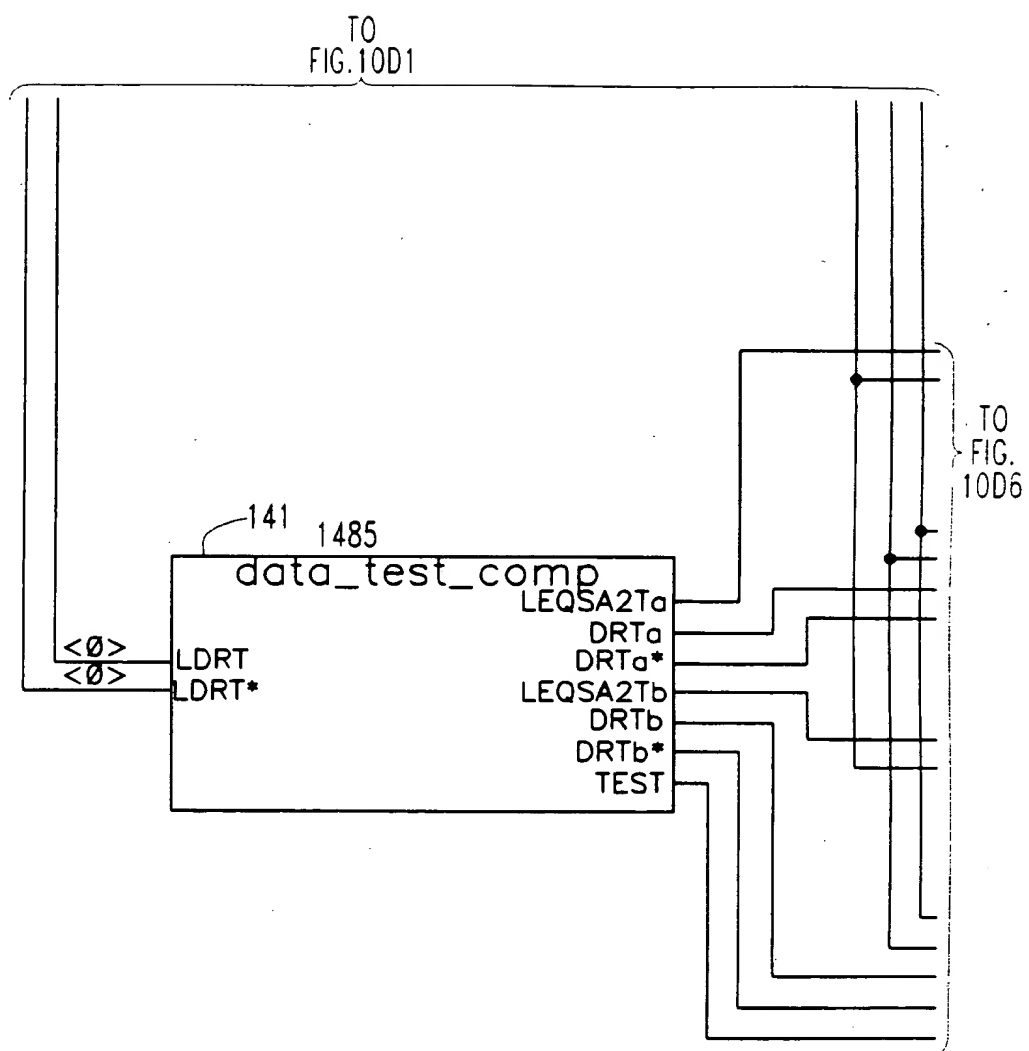 TO
FIG.10D1
TO
FIG.
10D6
141
1485
data_test_comp
LEQSA2Ta
DRTa
<Ø>
LDRT
DRTa*
<Ø>
LDRT*
LEQSA2Tb
DRTb
DRTb*
TEST